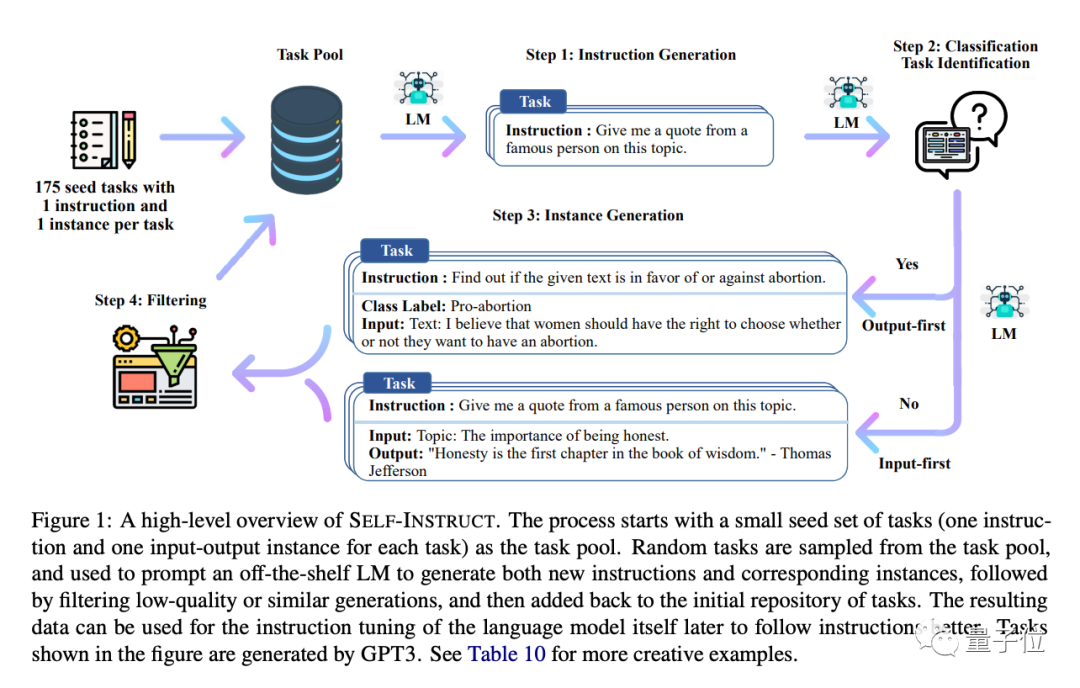 Task Pool
Step 1: Instruction Generation
Step 2: Classification
Task Identification
LM
Task
Instruction : Give me a quote from a
famous person on this topic.
LM
175 seed tasks with
1 instruction and
1 instance per task
Step 3: Instance Generation
Task
Instruction : Find out if the given text is in favor of or against abortion.
Class Label: Pro-abortion
Input: Text: I believe that women should have the right to choose whether
or not they want to have an abortion.
Yes
Output-first
LM
Step 4: Filtering
Task
Instruction : Give me a quote from a famous person on this topic.
Input: Topic: The importance of being honest.
Output: "Honesty is the first chapter in the book of wisdom." - Thomas
Jefferson
No
Input-first
Figure 1: A high-level overview of SELF-INSTRUCT. The process starts with a small seed set of tasks (one instruc-
tion and one input-output instance for each task) as the task pool. Random tasks are sampled from the task pool,
and used to prompt an off-the-shelf LM to generate both new instructions and corresponding instances, followed
by filtering low-quality or similar generations, and then added back to the initial repository of tasks. The resulting
data can be used for the instruction tuning of the language model itself later to follow instructions better. Tasks
shown in the figure are generated by GPT3. See Table 10 for more creative examples.
量子位